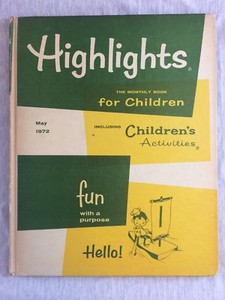 Highlights®
THE MONTHLY BOOK
for Children
May
1972
INCLUDING
Children's
Activities®
fun
with a
purpose
Hello!